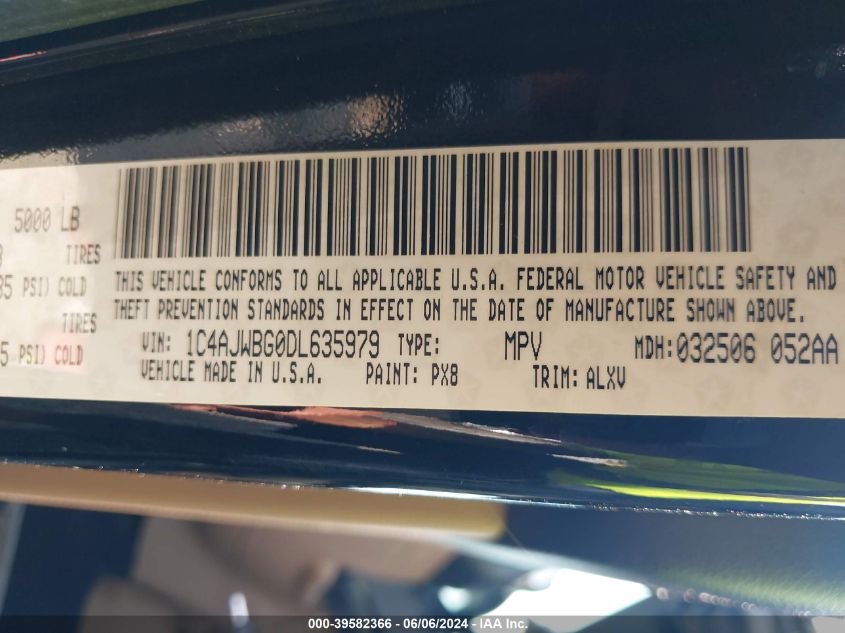 5000 LB
TIRES
PSI) COLD
TIRES
5 PSI) COLD
THIS VEHICLE CONFORMS TO ALL APPLICABLE U.S.A. FEDERAL MOTOR VEHICLE SAFETY AND
THEFT PREVENTION STANDARDS IN EFFECT ON THE DATE OF MANUFACTURE SHOWN ABOVE.
VIN: 1C4AJWBG0DL635979 TYPE: MPV MDH:032506 052AA
VEHICLE MADE IN U.S.A. PAINT: PX8 TRIM: ALXV
000-39582366 - 06/06/2024 - IAA Inc.